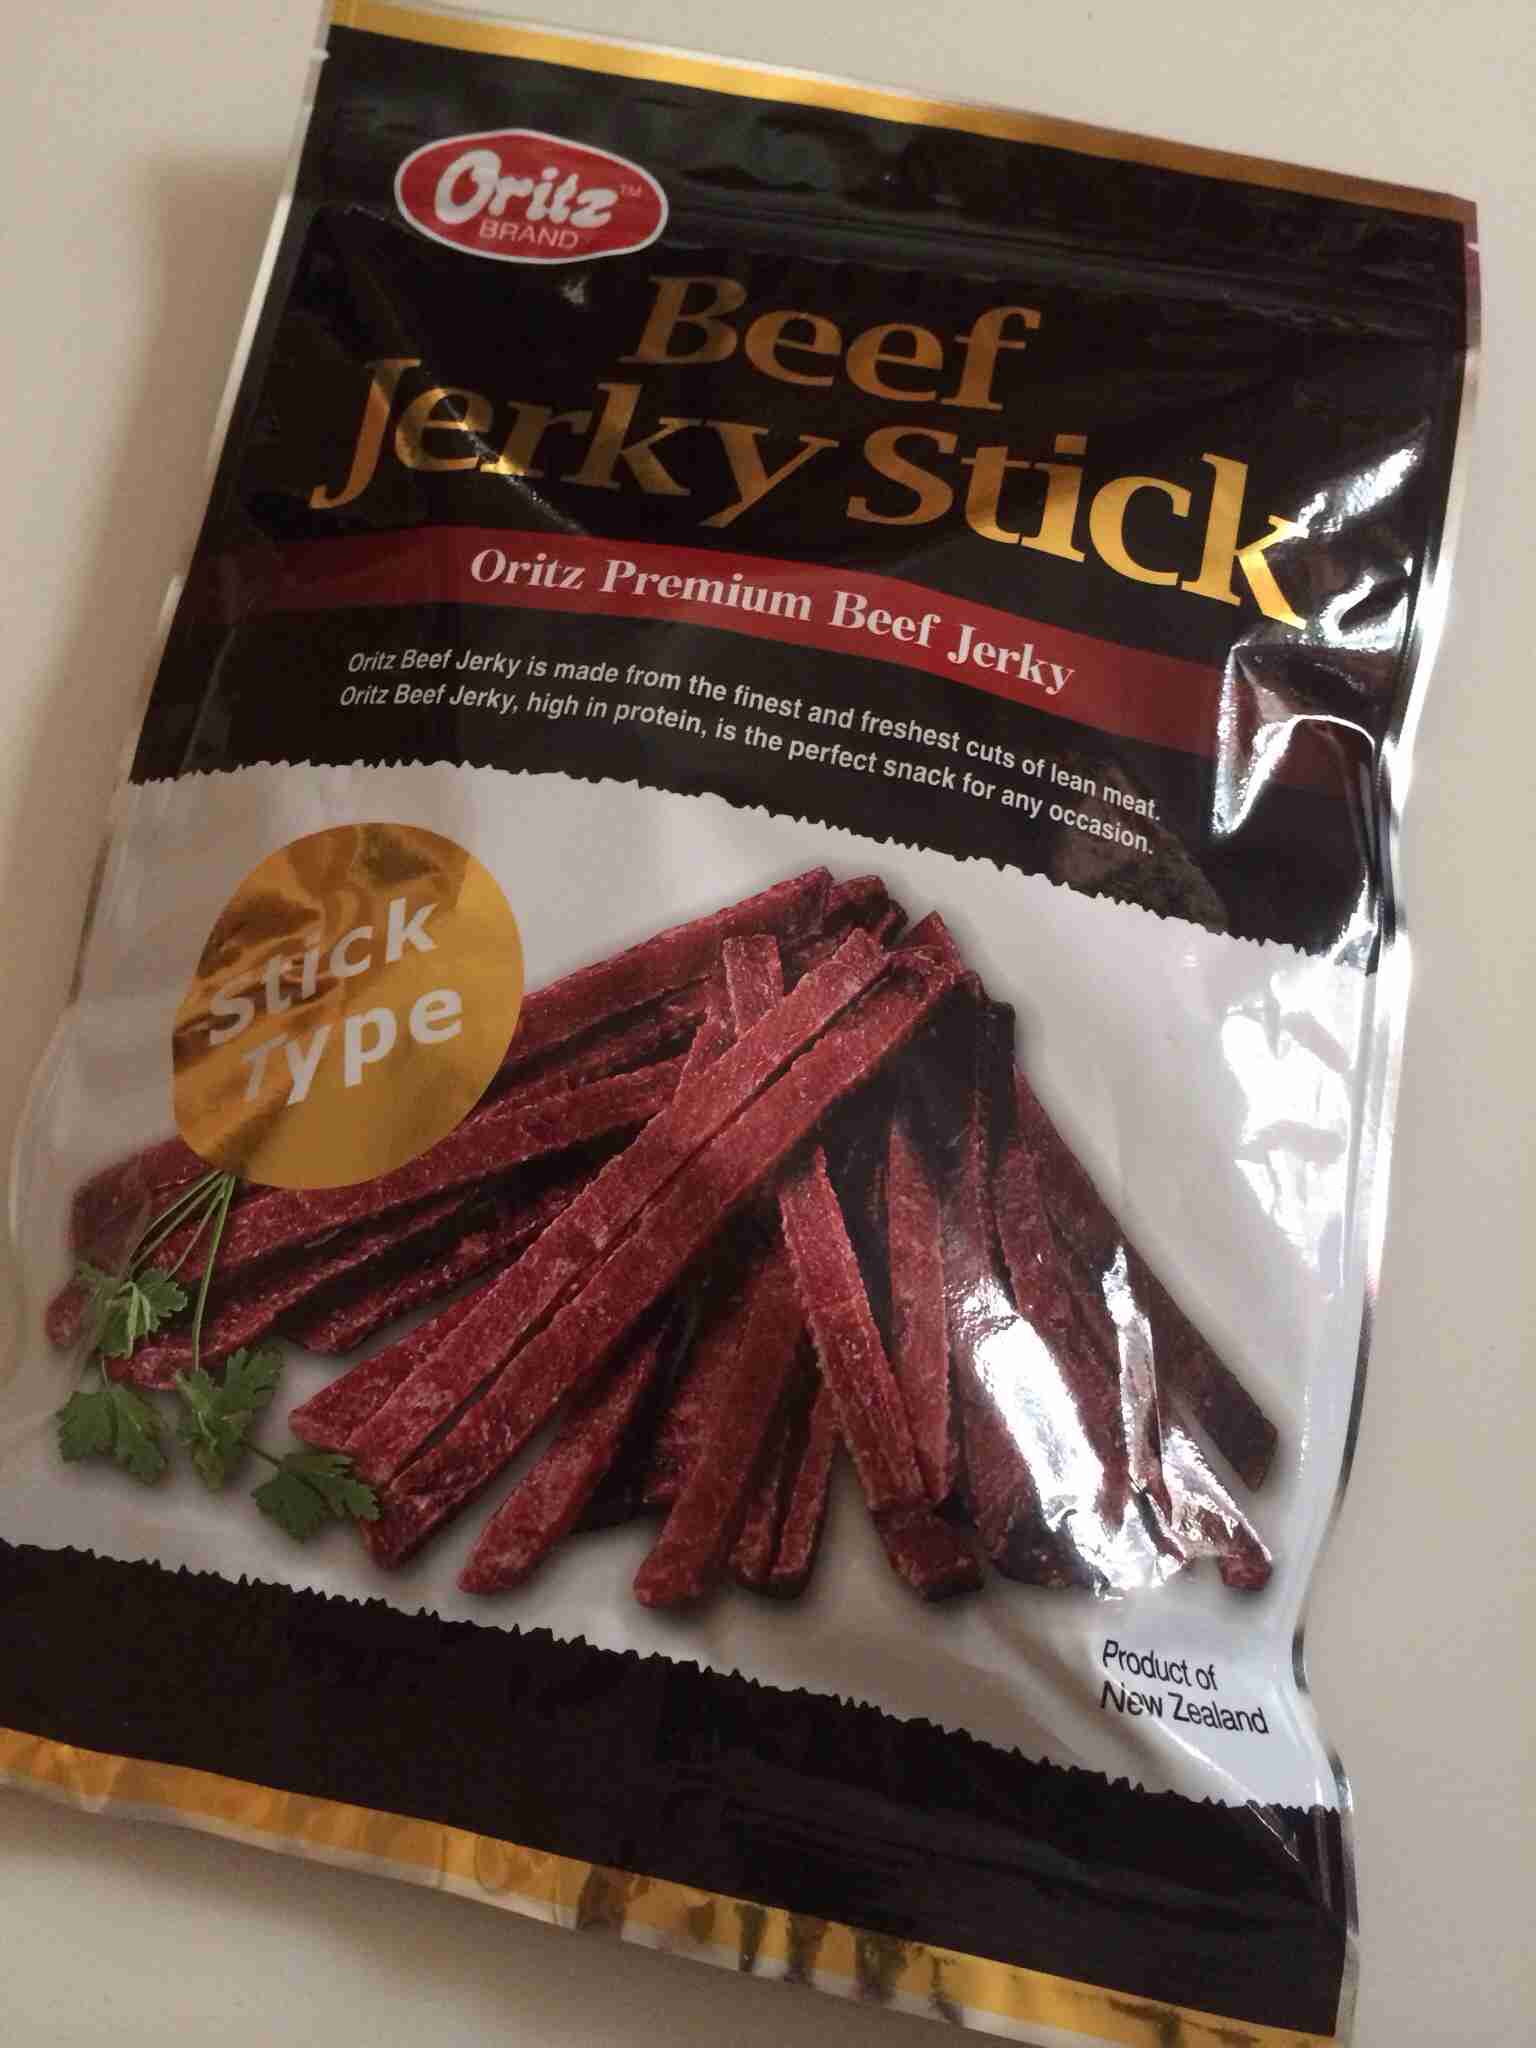 Oritz™
BRAND
Beef
Jerky Stick
Oritz Premium Beef Jerky
Oritz Beef Jerky is made from the finest and freshest cuts of lean meat.
Oritz Beef Jerky, high in protein, is the perfect snack for any occasion.
Stick
Type
Product of
New Zealand